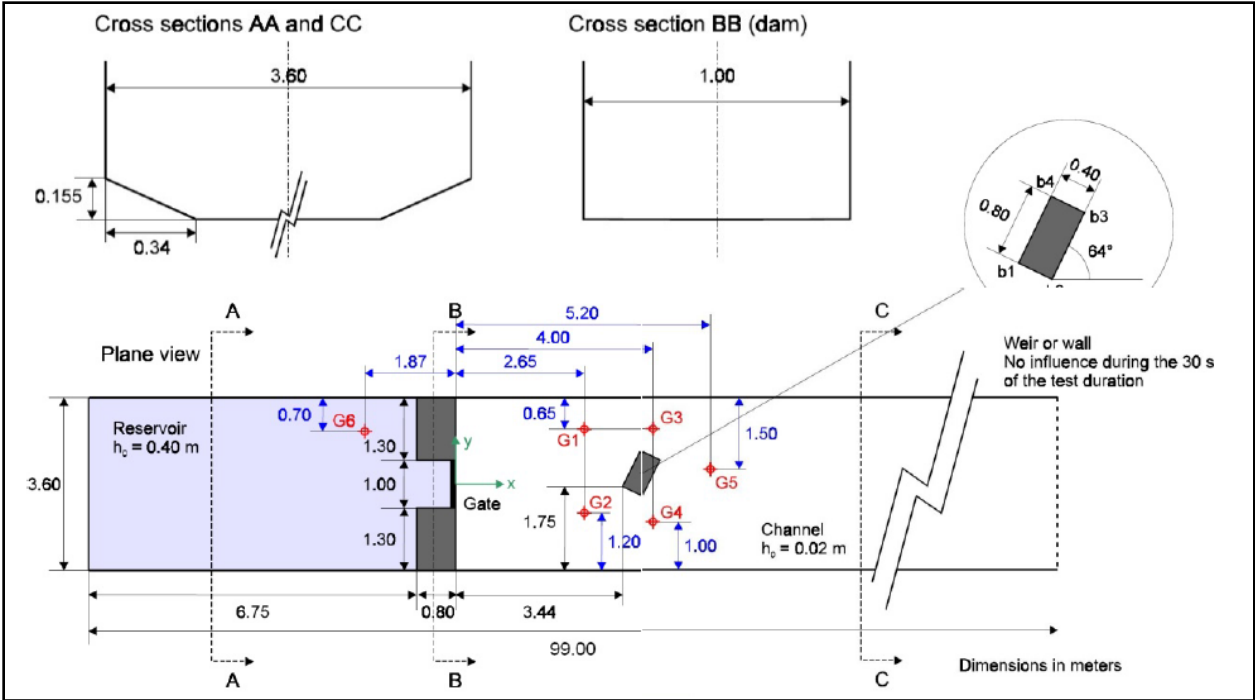 Cross sections AA and CC
Cross section BB (dam)
3.60
1.00
0.155
0.34
0.40
b4
0.80
b3
64°
b1
A
B
C
5.20
4.00
Plane view
1.87
2.65
Weir or wall
No influence during the 30 s
of the test duration
0.70
G6
0.65
G1
G3
1.50
Reservoir
h₀ = 0.40 m
1.30
y
3.60
1.00
x
G5
Gate
G2
G4
1.75
1.30
1.20
1.00
Channel
h₀ = 0.02 m
6.75
0.80
3.44
99.00
A
B
C
Dimensions in meters